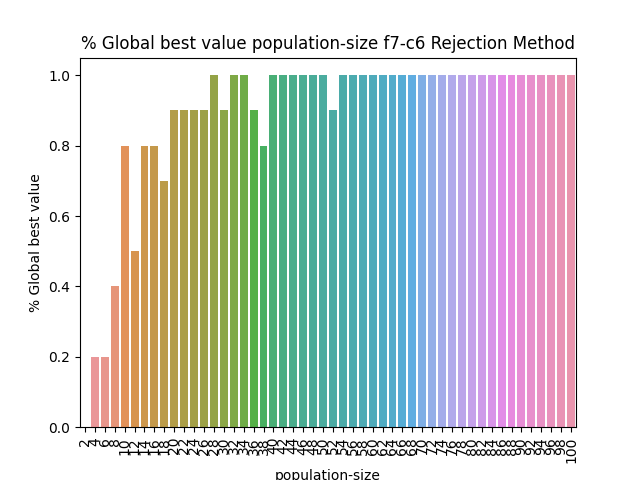 % Global best value population-size f7-c6 Rejection Method
% Global best value
1.0
0.8
0.6
0.4
0.2
0.0
2 4 6 8 10 12 14 16 18 20 22 24 26 28 30 32 34 36 38 40 42 44 46 48 50 52 54 56 58 60 62 64 66 68 70 72 74 76 78 80 82 84 86 88 90 92 94 96 98 100
population-size